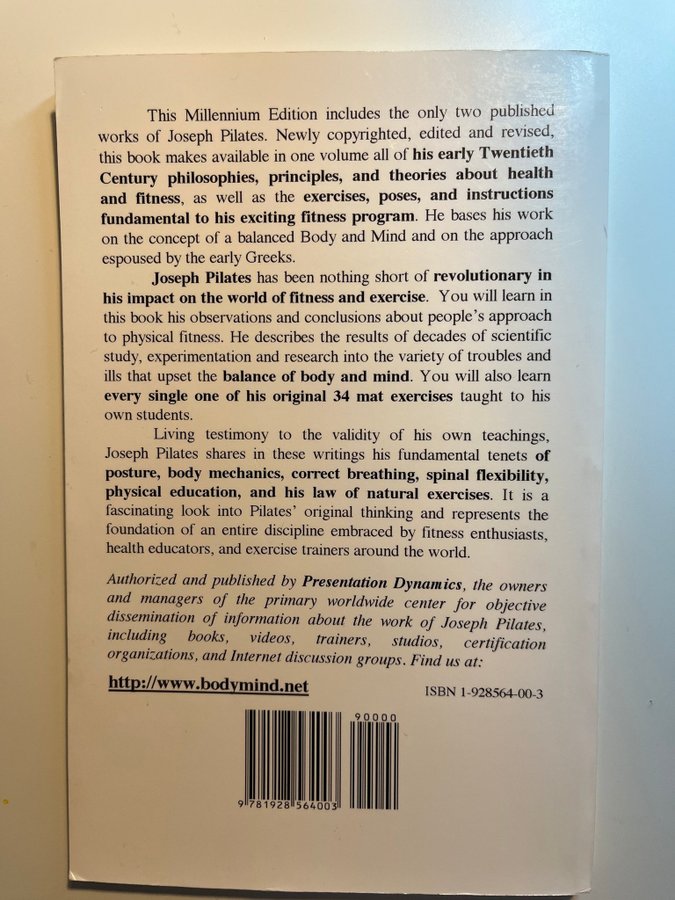 This Millennium Edition includes the only two published
works of Joseph Pilates. Newly copyrighted, edited and revised,
this book makes available in one volume all of his early Twentieth
Century philosophies, principles, and theories about health
and fitness, as well as the exercises, poses, and instructions
fundamental to his exciting fitness program. He bases his work
on the concept of a balanced Body and Mind and on the approach
espoused by the early Greeks.
Joseph Pilates has been nothing short of revolutionary in
his impact on the world of fitness and exercise. You will learn in
this book his observations and conclusions about people's approach
to physical fitness. He describes the results of decades of scientific
study, experimentation and research into the variety of troubles and
ills that upset the balance of body and mind. You will also learn
every single one of his original 34 mat exercises taught to his
own students.
Living testimony to the validity of his own teachings,
Joseph Pilates shares in these writings his fundamental tenets of
posture, body mechanics, correct breathing, spinal flexibility,
physical education, and his law of natural exercises. It is a
fascinating look into Pilates' original thinking and represents the
foundation of an entire discipline embraced by fitness enthusiasts,
health educators, and exercise trainers around the world.
Authorized and published by Presentation Dynamics, the owners
and managers of the primary worldwide center for objective
dissemination of information about the work of Joseph Pilates,
including books, videos, trainers, studios, certification
organizations, and Internet discussion groups. Find us at:
http://www.bodymind.net
ISBN 1-928564-00-3
90000
9 781928 564003